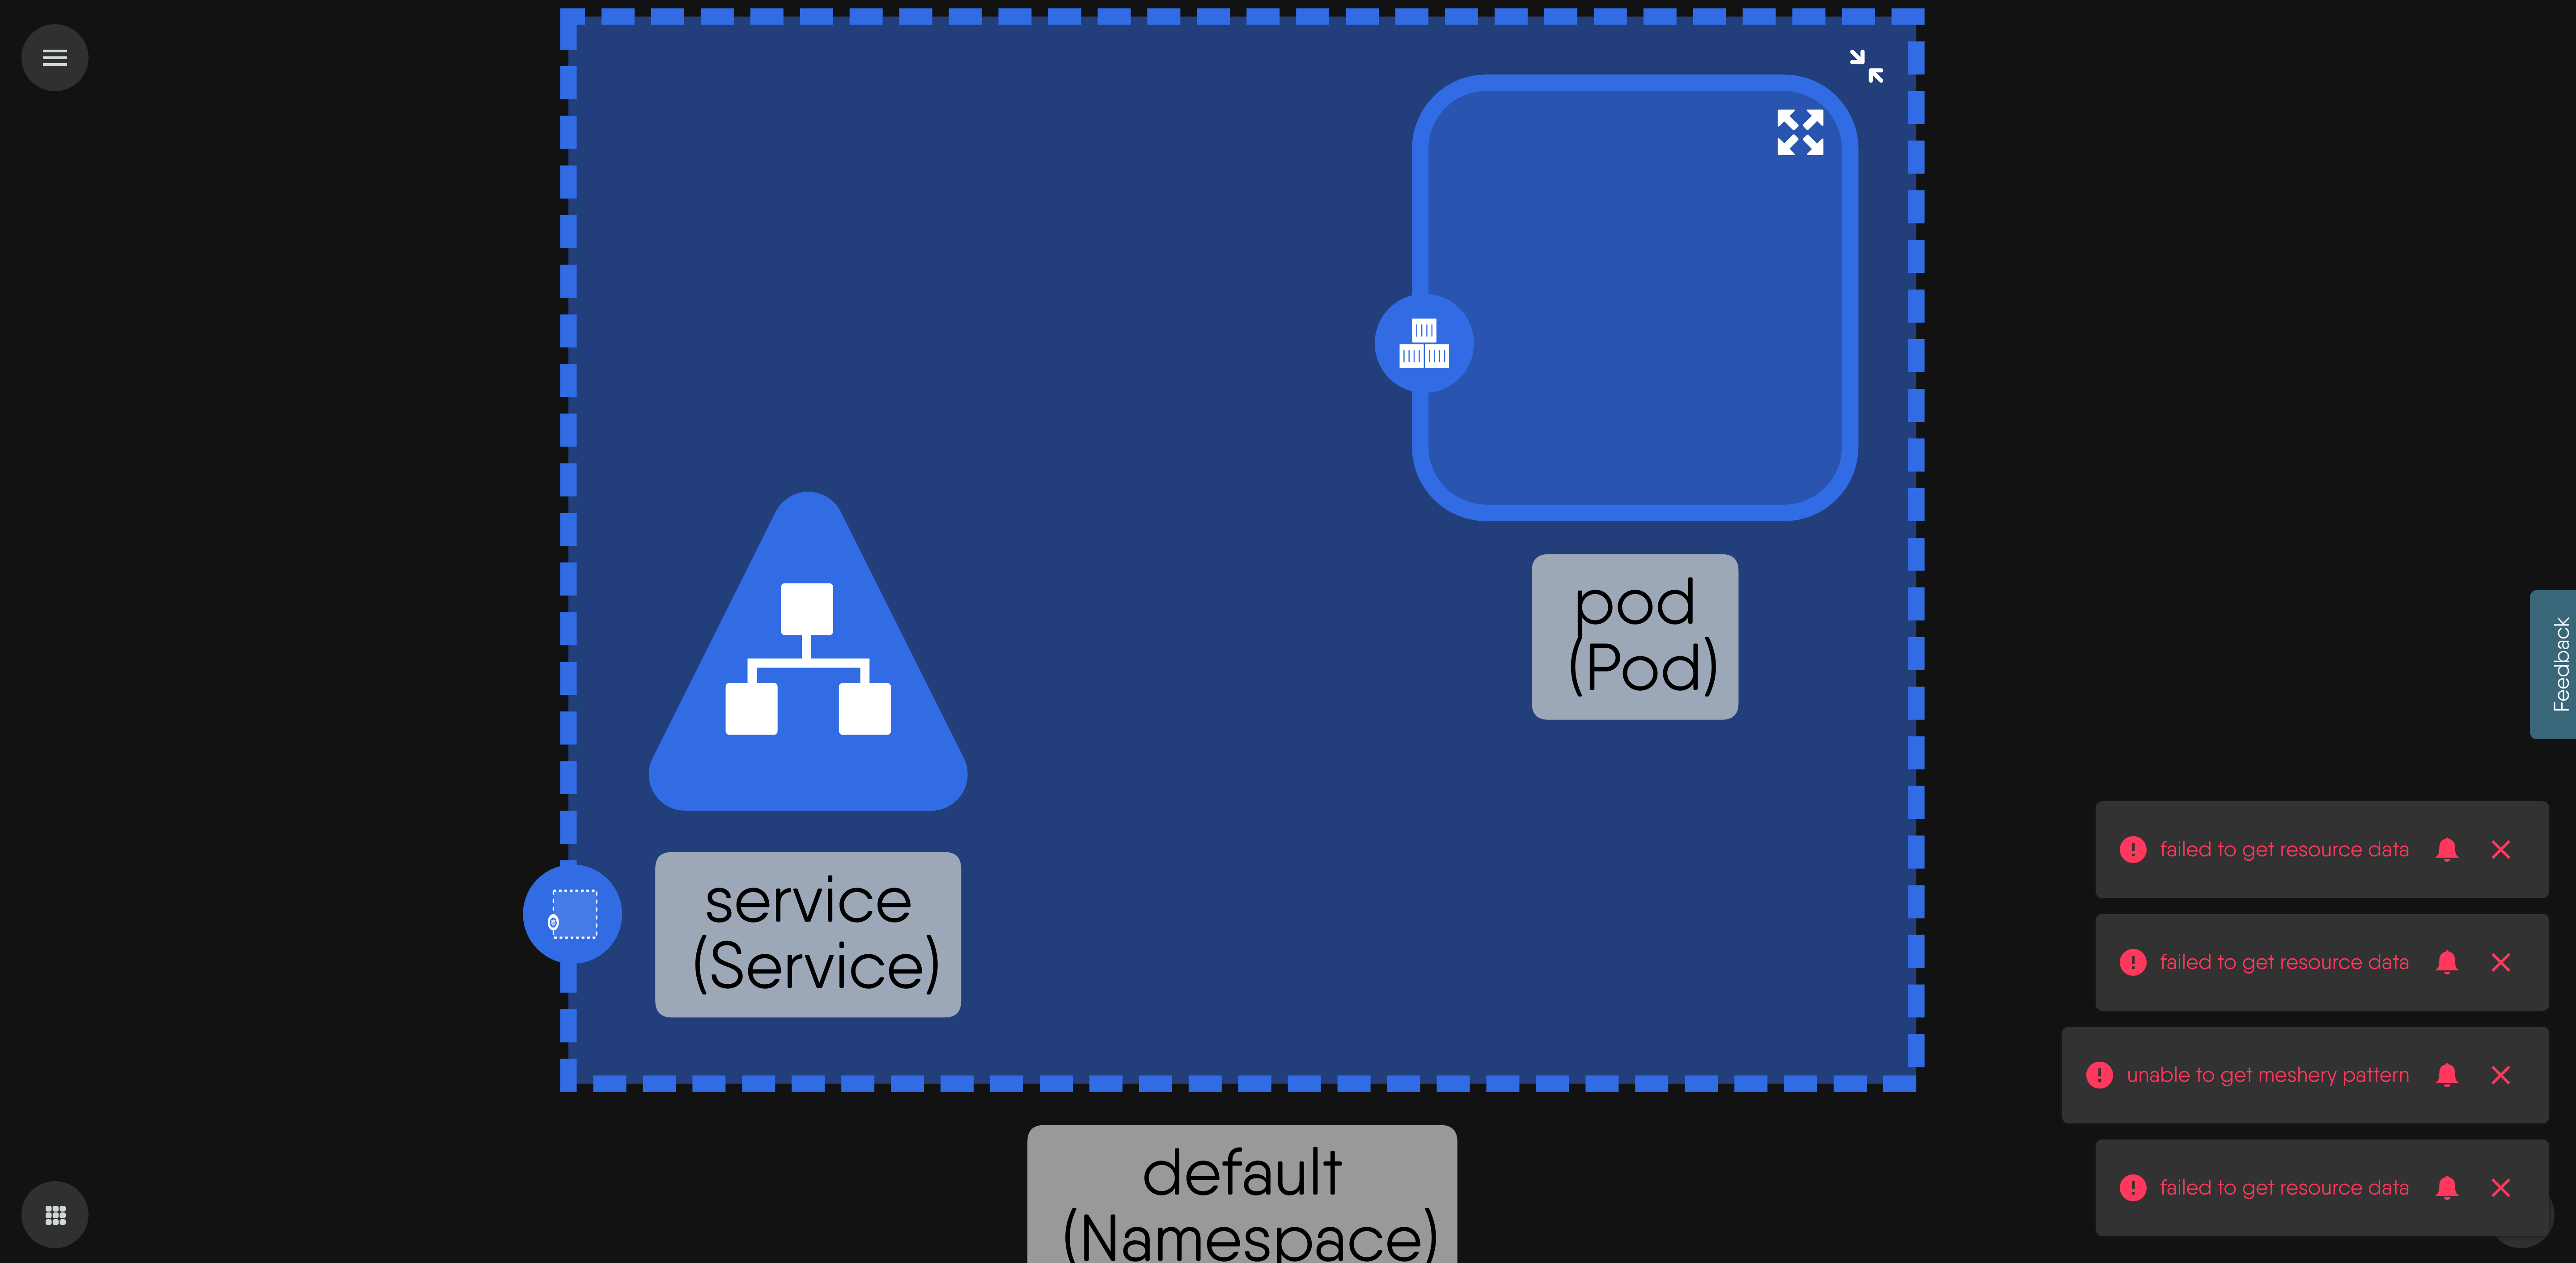 pod
(Pod)
service
(Service)
default
(Namespace)
Feedback
failed to get resource data
failed to get resource data
unable to get meshery pattern
failed to get resource data